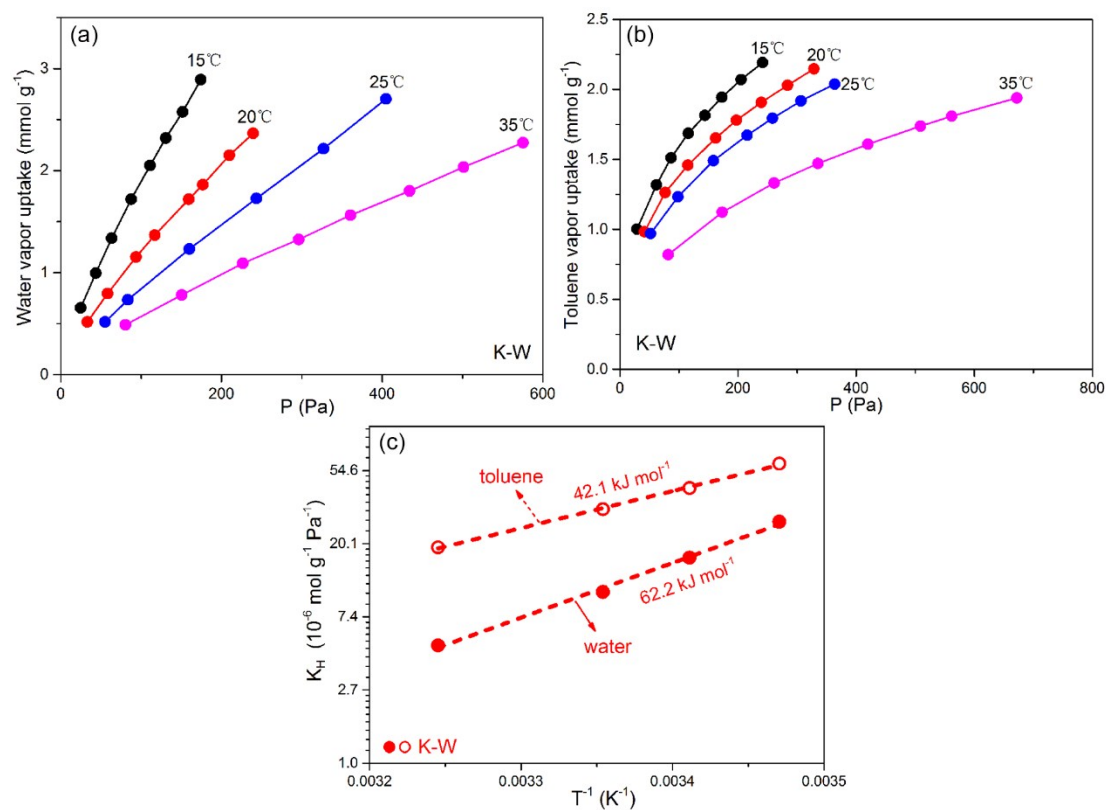 (a)
15℃
20℃
25℃
35℃
3
2
1
0
0
200
400
600
Water vapor uptake (mmol g⁻¹)
P (Pa)
K-W
(b)
15℃
20℃
25℃
35℃
2.5
2.0
1.5
1.0
0.5
0.0
0
200
400
600
800
Toluene vapor uptake (mmol g⁻¹)
P (Pa)
K-W
(c)
54.6
20.1
7.4
2.7
1.0
toluene
42.1 kJ mol⁻¹
62.2 kJ mol⁻¹
water
K-W
K_H (10⁻⁶ mol g⁻¹ Pa⁻¹)
0.0032
0.0033
0.0034
0.0035
T⁻¹ (K⁻¹)